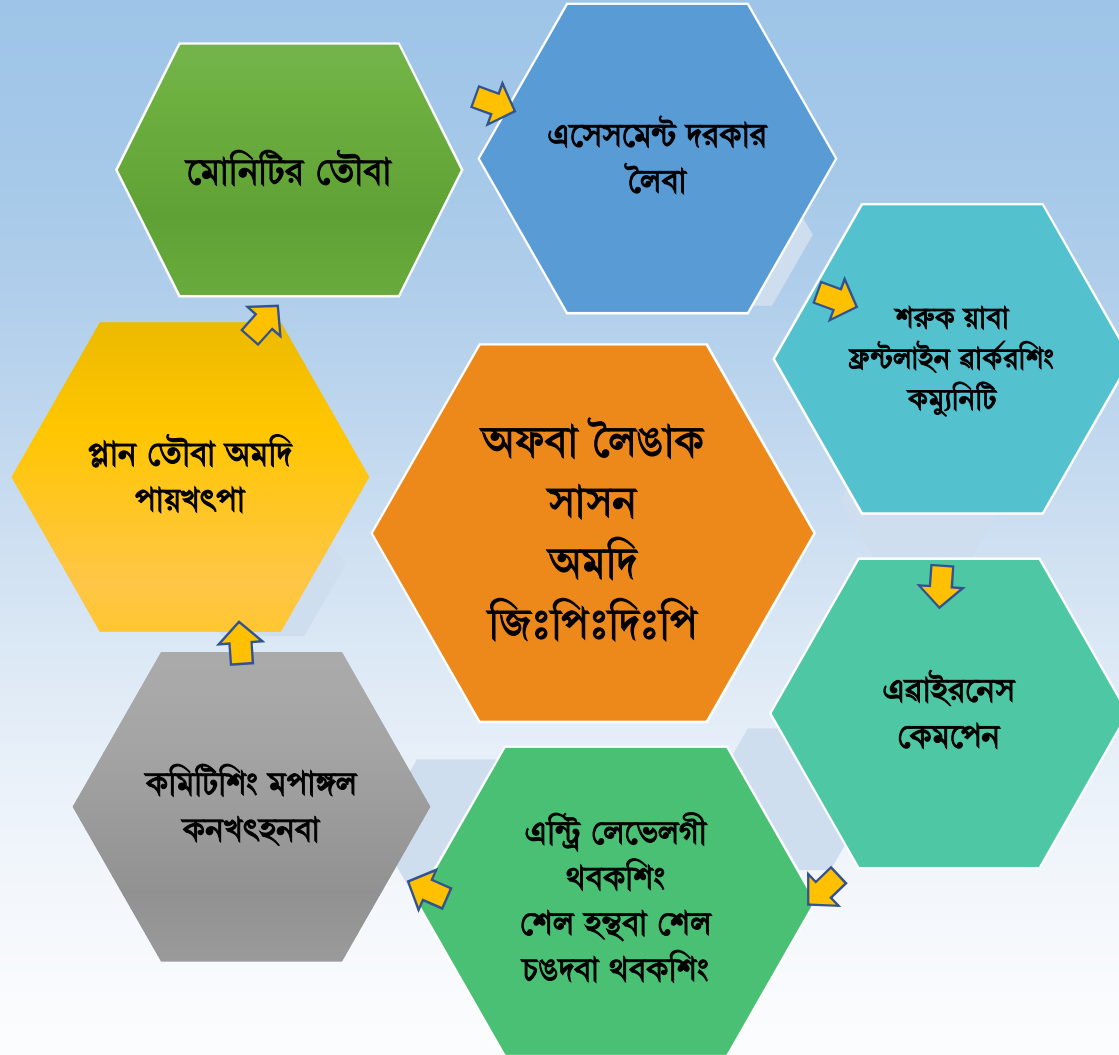 মোনিটির তৌবা
এসেসমেন্ট দরকার
লৈবা
শরুক য়াবা
ফ্রন্টলাইন ৱার্করশিং
কম্যুনিটি
এৱাইরনেস
কেমপেন
এন্ট্রি লেভেলগী
থবকশিং
শেল হন্থবা শেল
চঙদবা থবকশিং
কমিটিশিং মপাঙ্গল
কনখৎহনবা
প্লান তৌবা অমদি
পায়খৎপা
অফবা লৈঙাক
সাসন
অমদি
জিঃপিঃদিঃপি